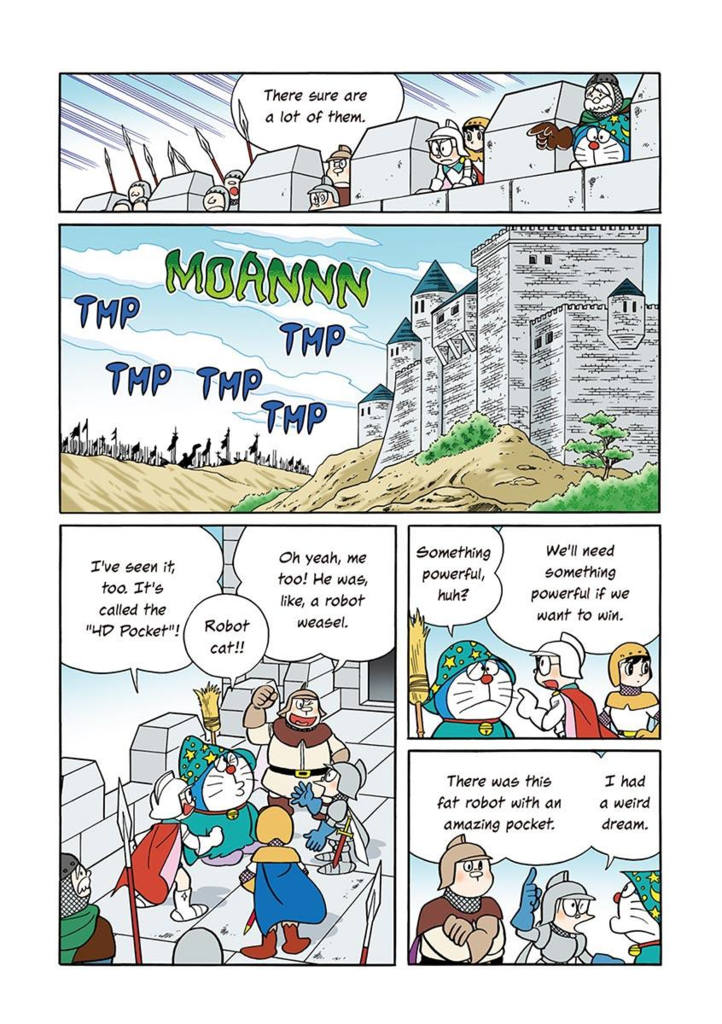 There sure are
a lot of them.
MOANNN
TMP
TMP
TMP
TMP
TMP
We'll need
something
powerful if we
want to win.
Something
powerful,
huh?
I had
a weird
dream.
There was this
fat robot with an
amazing pocket.
Oh yeah, me
too! He was,
like, a robot
weasel.
Robot
cat!!
I've seen it,
too. It's
called the
"4D Pocket"!